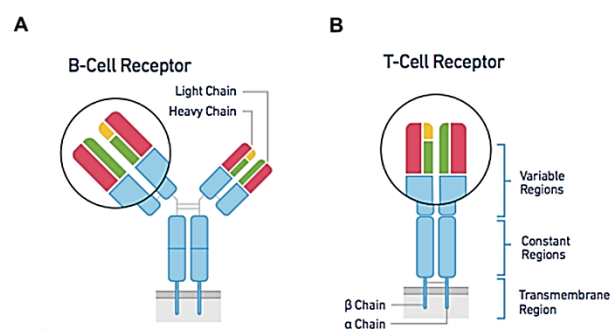 A
B-Cell Receptor
Light Chain
Heavy Chain
B
T-Cell Receptor
Variable
Regions
Constant
Regions
Transmembrane
Region
β Chain
α Chain